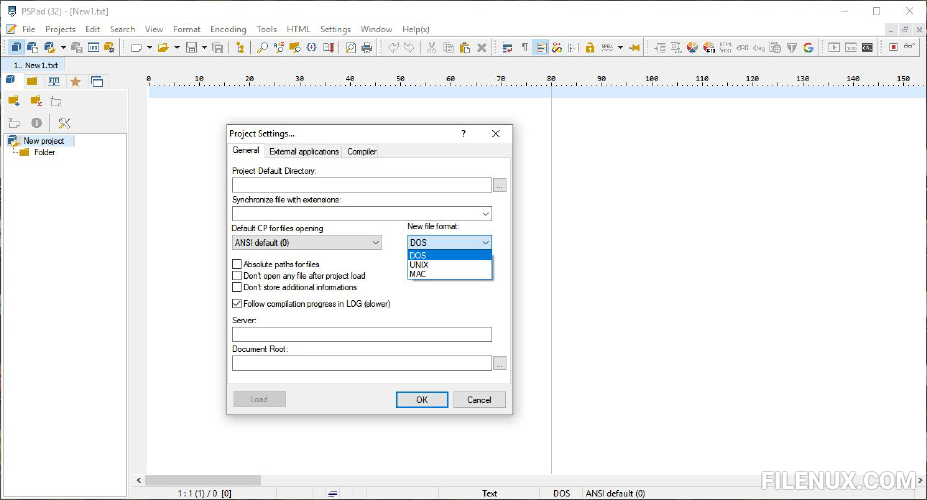 PSPad (32) - [New1.txt]
File Projects Edit Search View Format Encoding Tools HTML Settings Window Help(x)
1.. New1.txt
0 10 20 30 40 50 60 70 80 90 100 110 120 130 140 150
New project
Folder
Project Settings...
General External applications Compiler
Project Default Directory:
...
Synchronize file with extensions:
Default CP for files opening New file format:
ANSI default (0) DOS
DOS
UNIX
MAC
Absolute paths for files
Don't open any file after project load
Don't store additional informations
Follow compilation progress in LOG (slower)
Server:
Document Root:
...
Load OK Cancel
1 : 1 (1) / 0 [0] Text DOS ANSI default (0)
FILENUX.COM